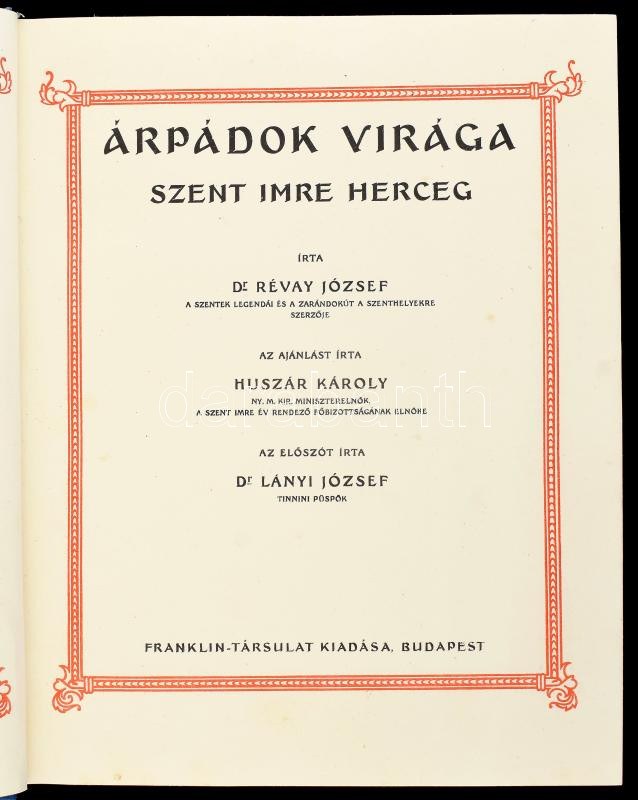 ÁRPÁDOK VIRÁGA
SZENT IMRE HERCEG
ÍRTA
Dr RÉVAY JÓZSEF
A SZENTEK LEGENDÁI ÉS A ZARÁNDOKÚT A SZENTHELYEKRE
SZERZŐJE
AZ AJÁNLÁST ÍRTA
HUSZÁR KÁROLY
NY. M. KIR. MINISZTERELNÖK,
A SZENT IMRE ÉV RENDEZŐ FŐBIZOTTSÁGÁNAK ELNÖKE
darabanth
AZ ELŐSZÓT ÍRTA
Dr LÁNYI JÓZSEF
TINNINI PÜSPÖK
FRANKLIN-TÁRSULAT KIADÁSA, BUDAPEST